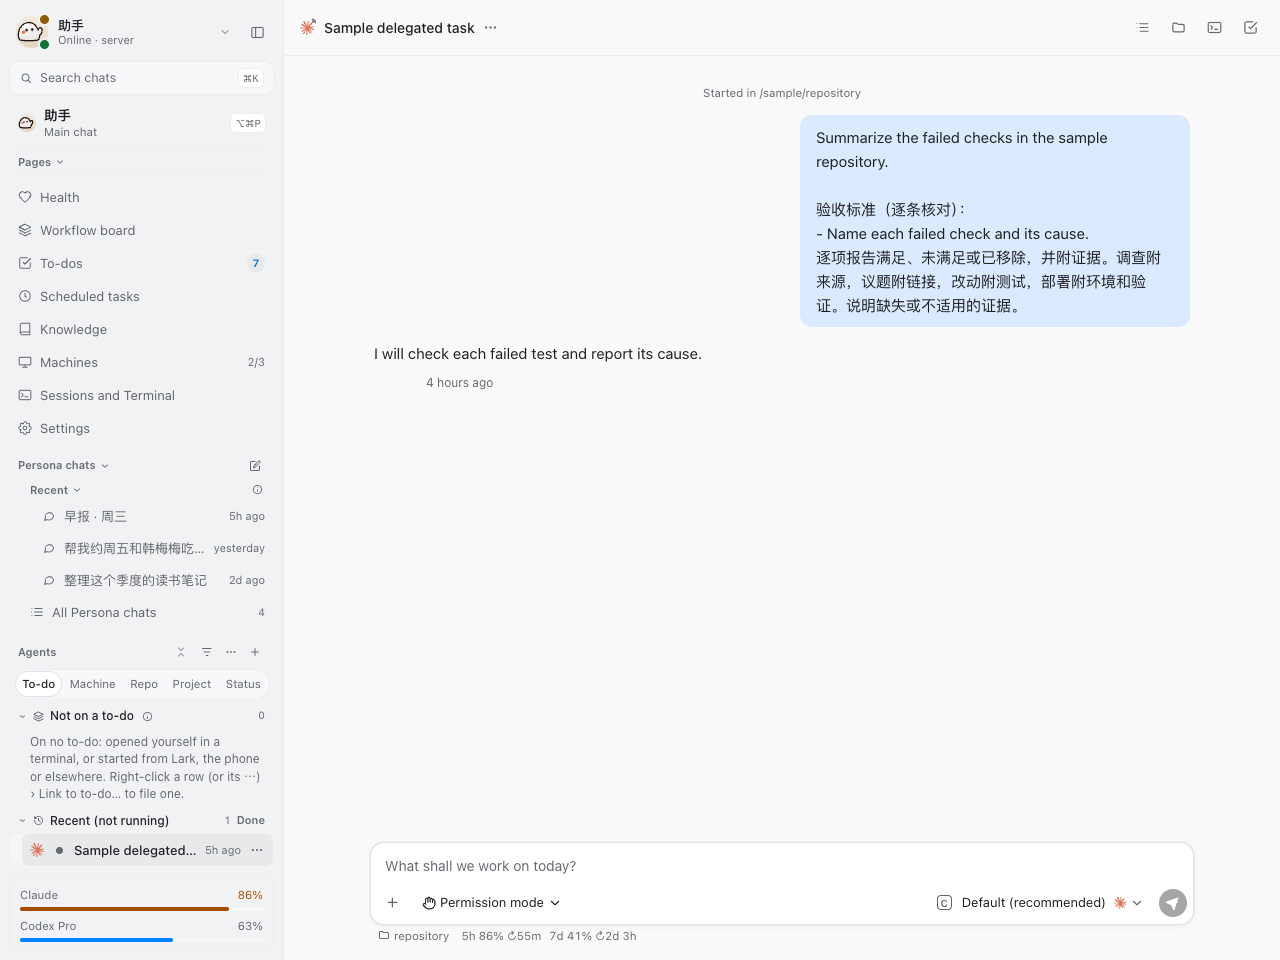 助手
Online · server
Search chats
⌘K
助手
Main chat
⌥⌘P
Pages
Health
Workflow board
To-dos
7
Scheduled tasks
Knowledge
Machines
2/3
Sessions and Terminal
Settings
Persona chats
Recent
早报 · 周三
5h ago
帮我约周五和韩梅梅吃...
yesterday
整理这个季度的读书笔记
2d ago
All Persona chats
4
Agents
To-do
Machine
Repo
Project
Status
Not on a to-do
0
On no to-do: opened yourself in a
terminal, or started from Lark, the phone
or elsewhere. Right-click a row (or its ⋯)
› Link to to-do... to file one.
Recent (not running)
1 Done
Sample delegated...
5h ago
Claude
86%
Codex Pro
63%
Sample delegated task
Started in /sample/repository
Summarize the failed checks in the sample
repository.
验收标准（逐条核对）：
- Name each failed check and its cause.
逐项报告满足、未满足或已移除，并附证据。调查附
来源，议题附链接，改动附测试，部署附环境和验
证。说明缺失或不适用的证据。
I will check each failed test and report its cause.
4 hours ago
What shall we work on today?
Permission mode
C
Default (recommended)
repository
5h 86% ↻55m
7d 41% ↻2d 3h